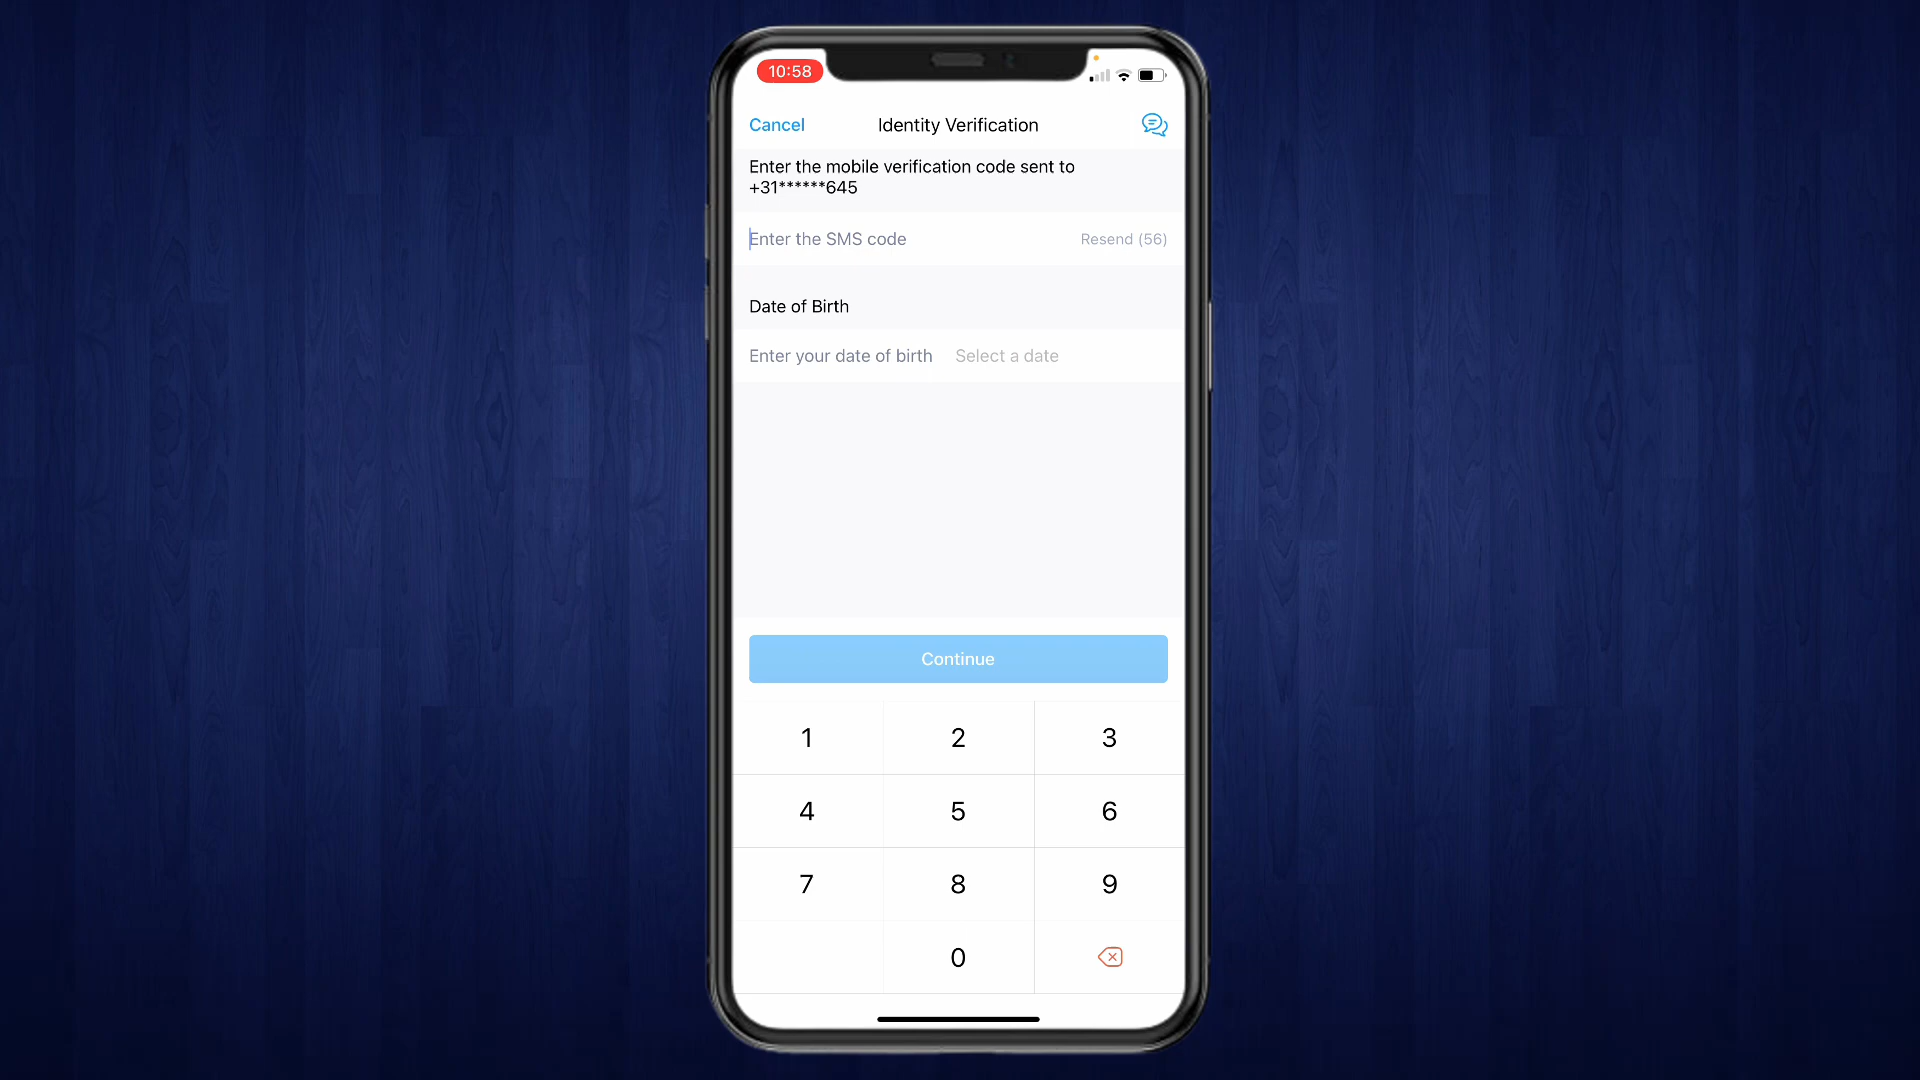 10:58
Cancel
Identity Verification
Enter the mobile verification code sent to
+31******645
Enter the SMS code
Resend (56)
Date of Birth
Enter your date of birth
Select a date
Continue
1
2
3
4
5
6
7
8
9
0